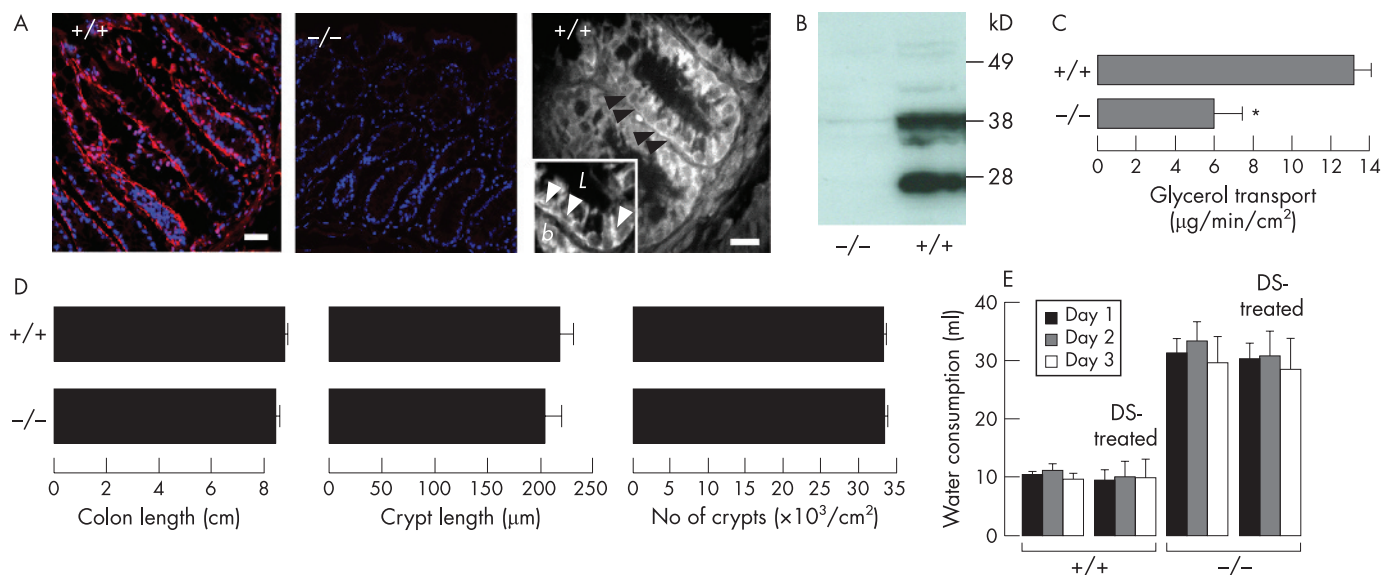 A
+/+
–/–
+/+
L
b
B
kD
49
38
28
–/– +/+
C
+/+
–/–
*
0 2 4 6 8 10 12 14
Glycerol transport
(μg/min/cm²)
D
+/+
–/–
0 2 4 6 8
Colon length (cm)
0 50 100 150 200 250
Crypt length (μm)
0 5 10 15 20 25 30 35
No of crypts (×10³/cm²)
E
Water consumption (ml)
40
30
20
10
0
Day 1
Day 2
Day 3
DS-
treated
DS-
treated
+/+
–/–